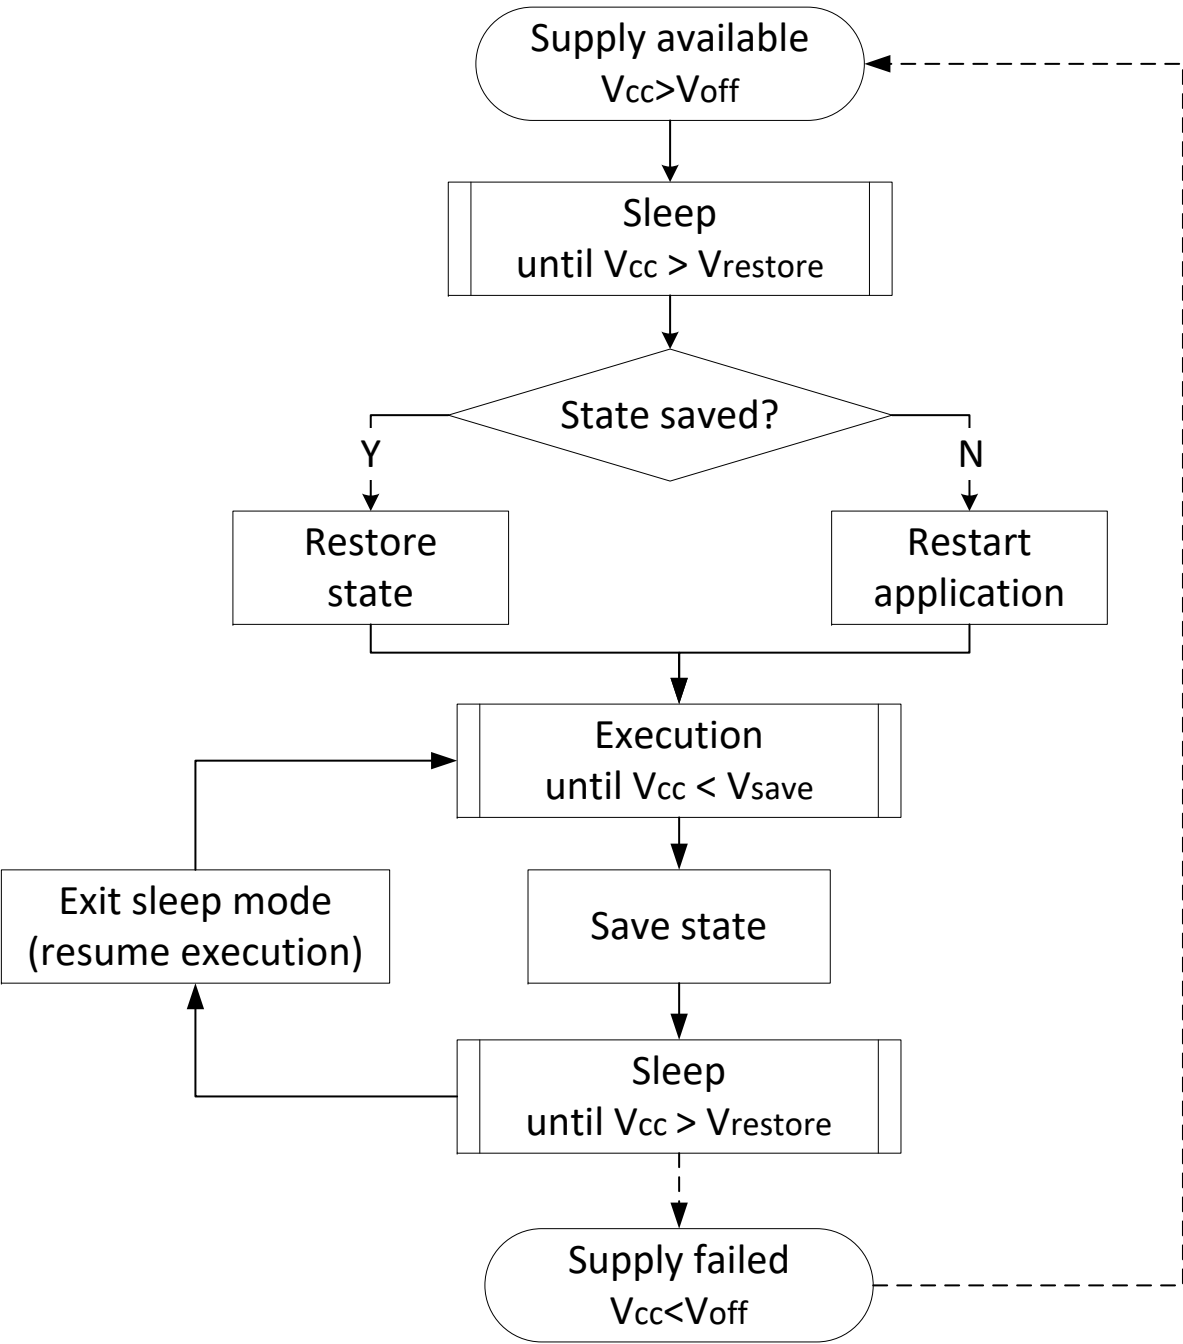 Supply available
Vcc>Voff
Sleep
until Vcc > Vrestore
State saved?
Y
N
Restore
state
Restart
application
Execution
until Vcc < Vsave
Exit sleep mode
(resume execution)
Save state
Sleep
until Vcc > Vrestore
Supply failed
Vcc<Voff